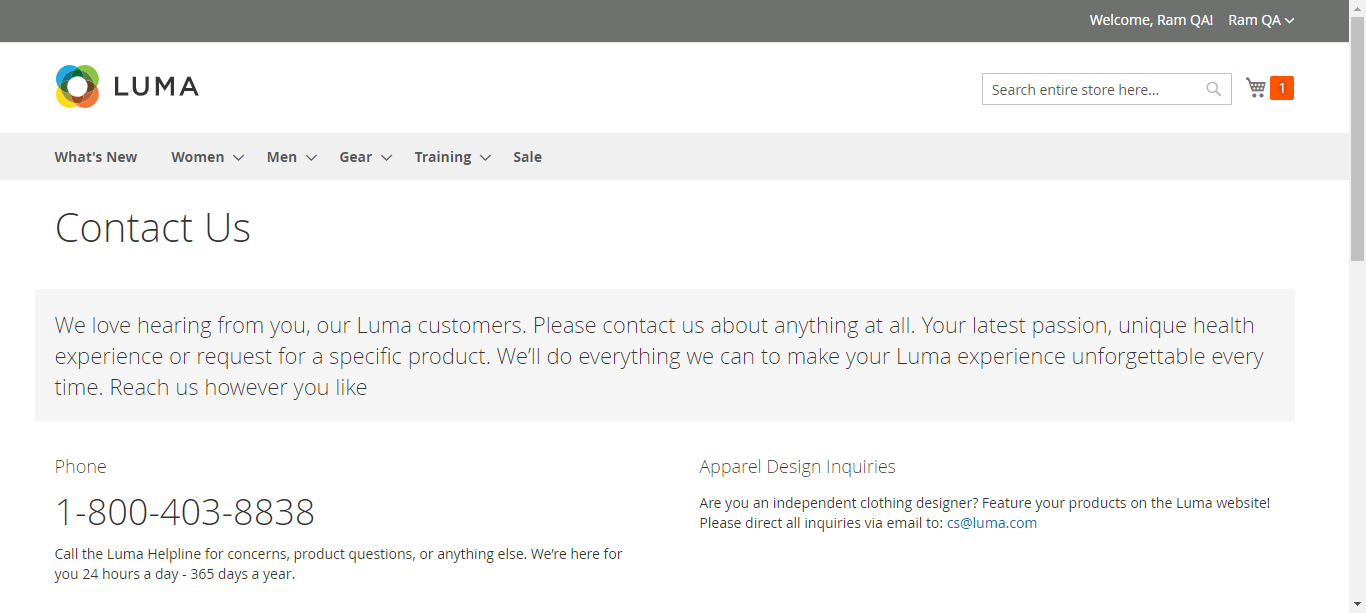 Welcome, Ram QA! Ram QA
LUMA
Search entire store here...
1
What's New Women Men Gear Training Sale
Contact Us
We love hearing from you, our Luma customers. Please contact us about anything at all. Your latest passion, unique health
experience or request for a specific product. We’ll do everything we can to make your Luma experience unforgettable every
time. Reach us however you like
Phone
1-800-403-8838
Call the Luma Helpline for concerns, product questions, or anything else. We’re here for
you 24 hours a day - 365 days a year.
Apparel Design Inquiries
Are you an independent clothing designer? Feature your products on the Luma website!
Please direct all inquiries via email to: cs@luma.com